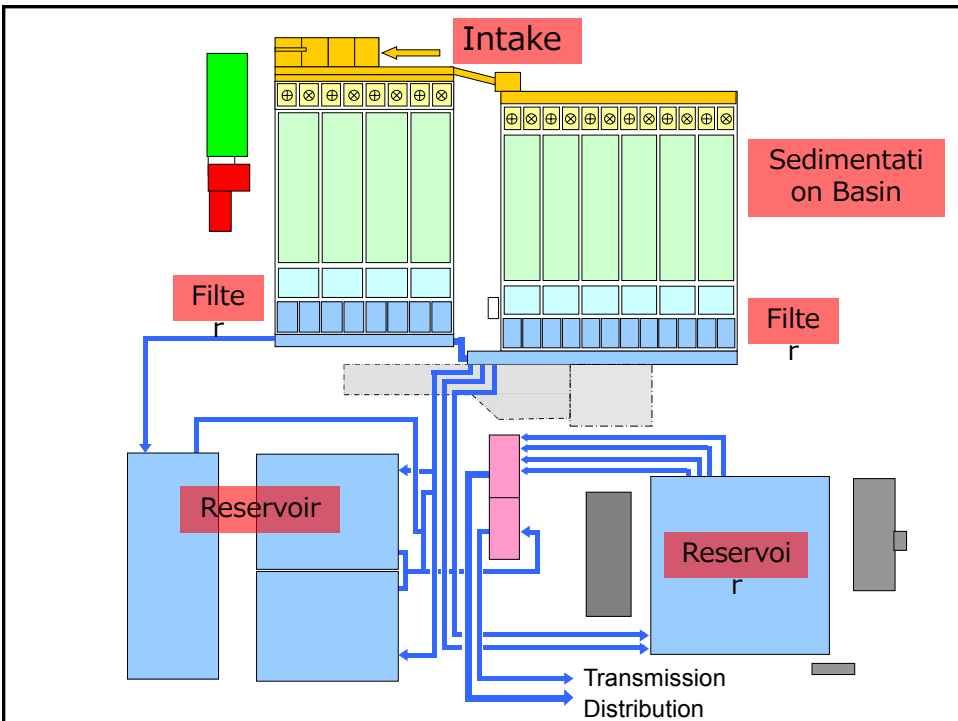 Intake
Sedimentati
on Basin
Filte
r
Filte
r
Reservoir
Reservoi
r
Transmission
Distribution